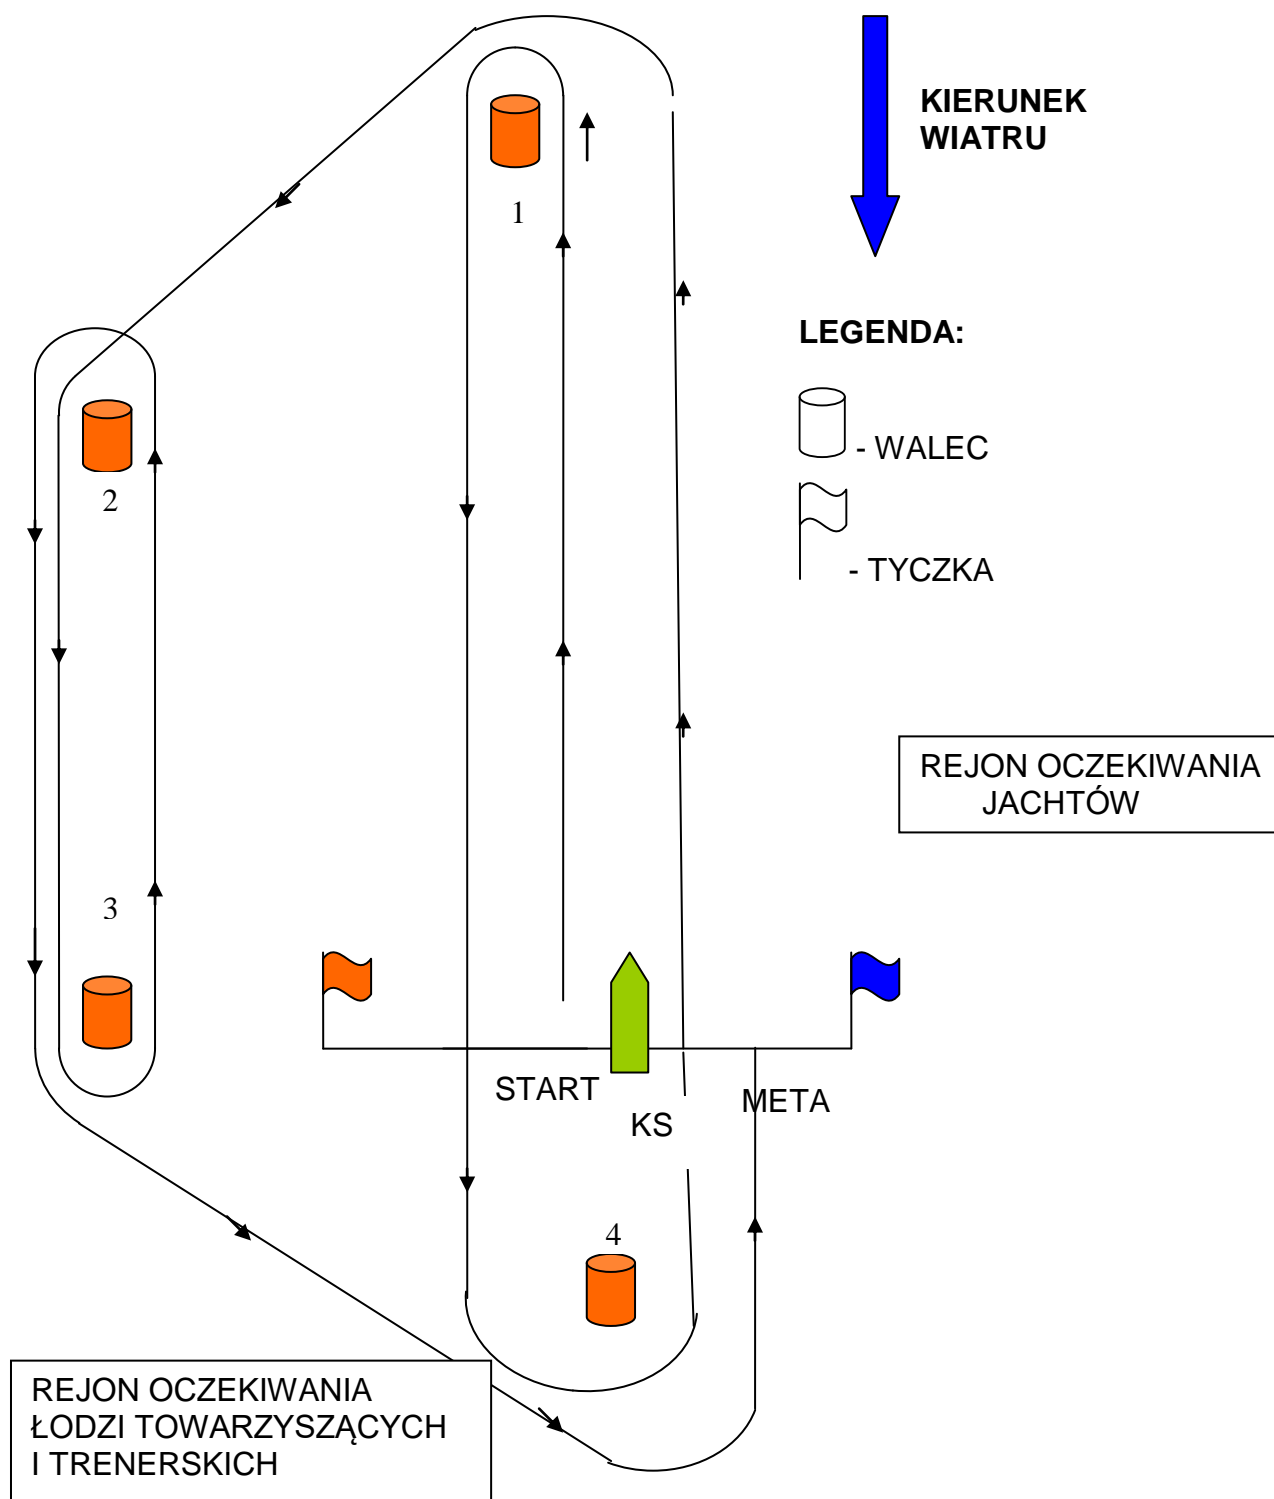 KIERUNEK
WIATRU
1
LEGENDA:
- WALEC
2
- TYCZKA
REJON OCZEKIWANIA
JACHTÓW
3
START
META
KS
4
REJON OCZEKIWANIA
ŁODZI TOWARZYSZĄCYCH
I TRENERSKICH